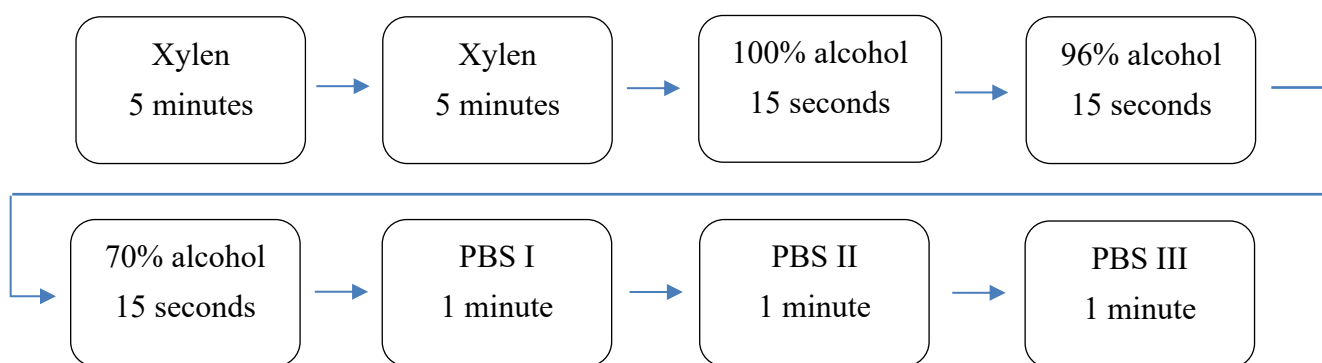 Xylen
5 minutes
Xylen
5 minutes
100% alcohol
15 seconds
96% alcohol
15 seconds
70% alcohol
15 seconds
PBS I
1 minute
PBS II
1 minute
PBS III
1 minute